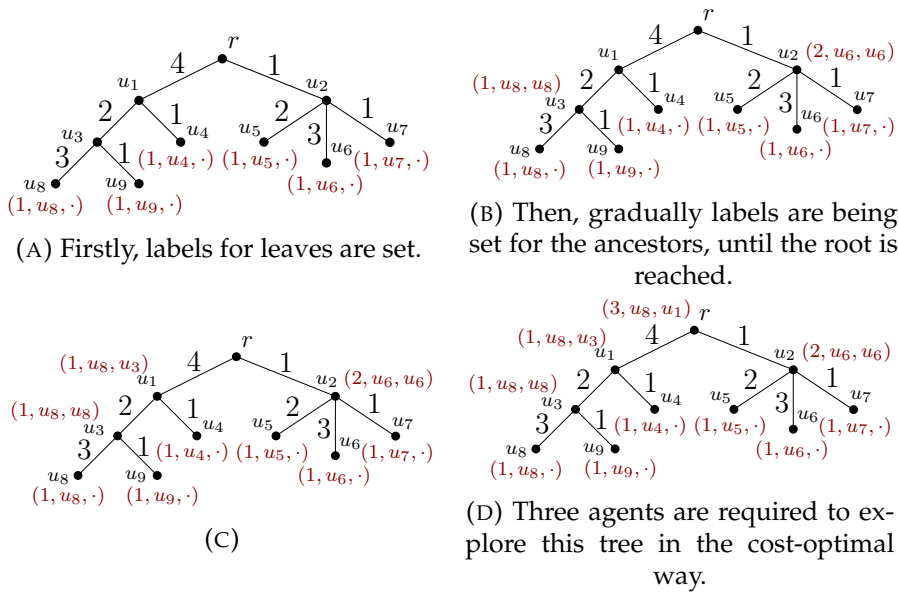 r
4
1
u₁
u₂
2
1
2
3
1
u₃
u₄
u₅
u₆
u₇
3
1
(1, u₄, ·)
(1, u₅, ·)
(1, u₇, ·)
(1, u₆, ·)
u₈
u₉
(1, u₈, ·)
(1, u₉, ·)
(A) Firstly, labels for leaves are set.
r
4
1
u₁
u₂
(2, u₆, u₆)
(1, u₈, u₈)
2
1
2
3
1
u₃
u₄
u₅
u₆
u₇
3
1
(1, u₄, ·)
(1, u₅, ·)
(1, u₇, ·)
(1, u₆, ·)
u₈
u₉
(1, u₈, ·)
(1, u₉, ·)
(B) Then, gradually labels are being
set for the ancestors, until the root is
reached.
r
4
1
(1, u₈, u₃)
u₁
u₂
(2, u₆, u₆)
(1, u₈, u₈)
2
1
2
3
1
u₃
u₄
u₅
u₆
u₇
3
1
(1, u₄, ·)
(1, u₅, ·)
(1, u₇, ·)
(1, u₆, ·)
u₈
u₉
(1, u₈, ·)
(1, u₉, ·)
(C)
(3, u₈, u₁)
r
4
1
(1, u₈, u₃)
u₁
u₂
(2, u₆, u₆)
(1, u₈, u₈)
2
1
2
3
1
u₃
u₄
u₅
u₆
u₇
3
1
(1, u₄, ·)
(1, u₅, ·)
(1, u₇, ·)
(1, u₆, ·)
u₈
u₉
(1, u₈, ·)
(1, u₉, ·)
(D) Three agents are required to ex-
plore this tree in the cost-optimal
way.